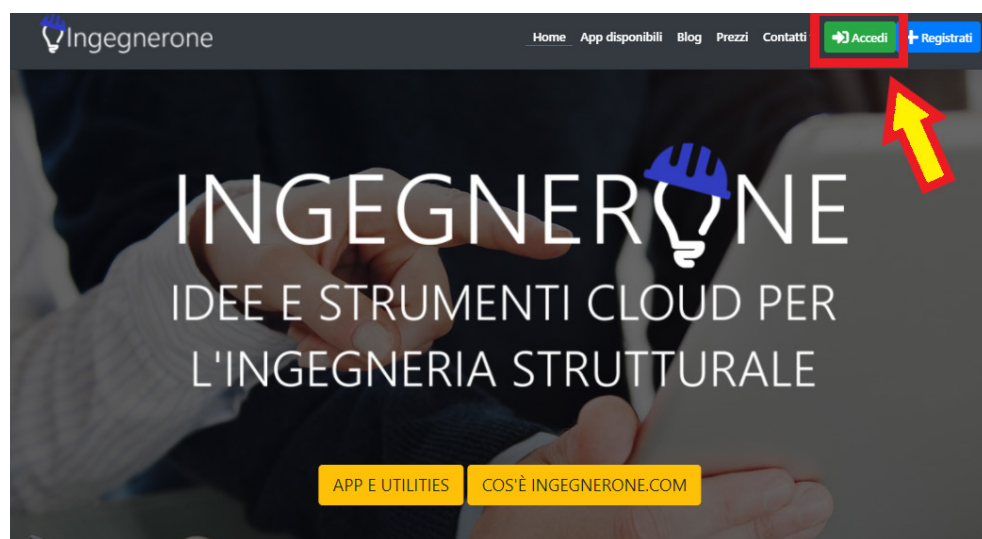 Ingegnerone
Home App disponibili Blog Prezzi Contatti Accedi Registrati
INGEGNERONE
IDEE E STRUMENTI CLOUD PER
L'INGEGNERIA STRUTTURALE
APP E UTILITIES COS'È INGEGNERONE.COM